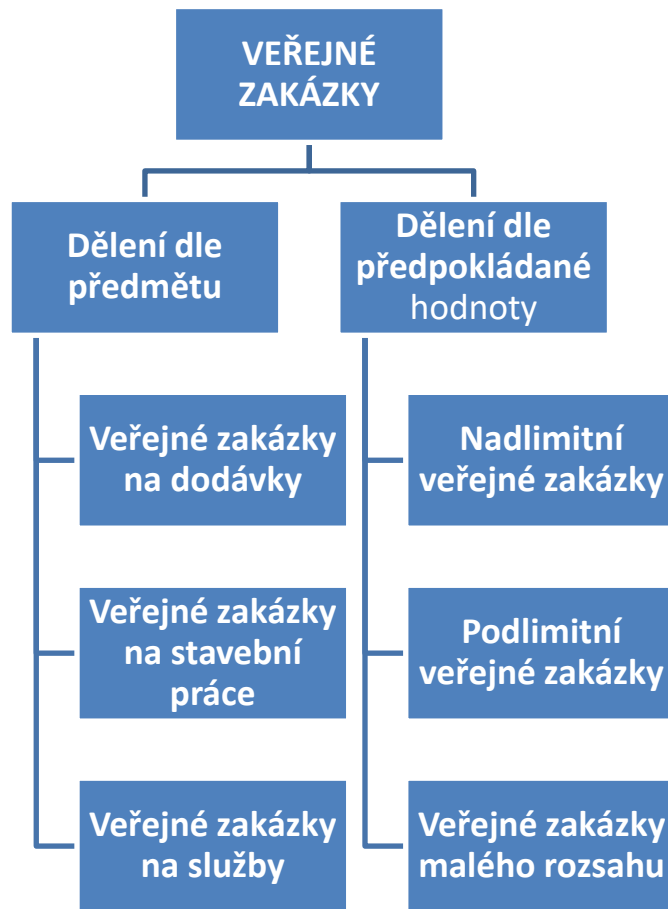 VEŘEJNÉ
ZAKÁZKY
Dělení dle
předmětu
Dělení dle
předpokládané
hodnoty
Veřejné zakázky
na dodávky
Nadlimitní
veřejné zakázky
Veřejné zakázky
na stavební
práce
Podlimitní
veřejné zakázky
Veřejné zakázky
na služby
Veřejné zakázky
malého rozsahu